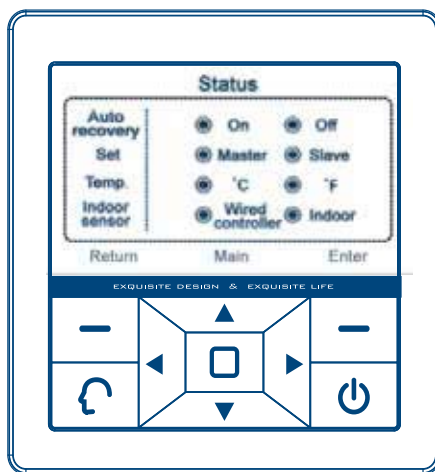 Status
Auto recovery On Off
Set Master Slave
Temp. °C °F
Indoor sensor Wired controller Indoor
Return Main Enter
EXQUISITE DESIGN & EXQUISITE LIFE